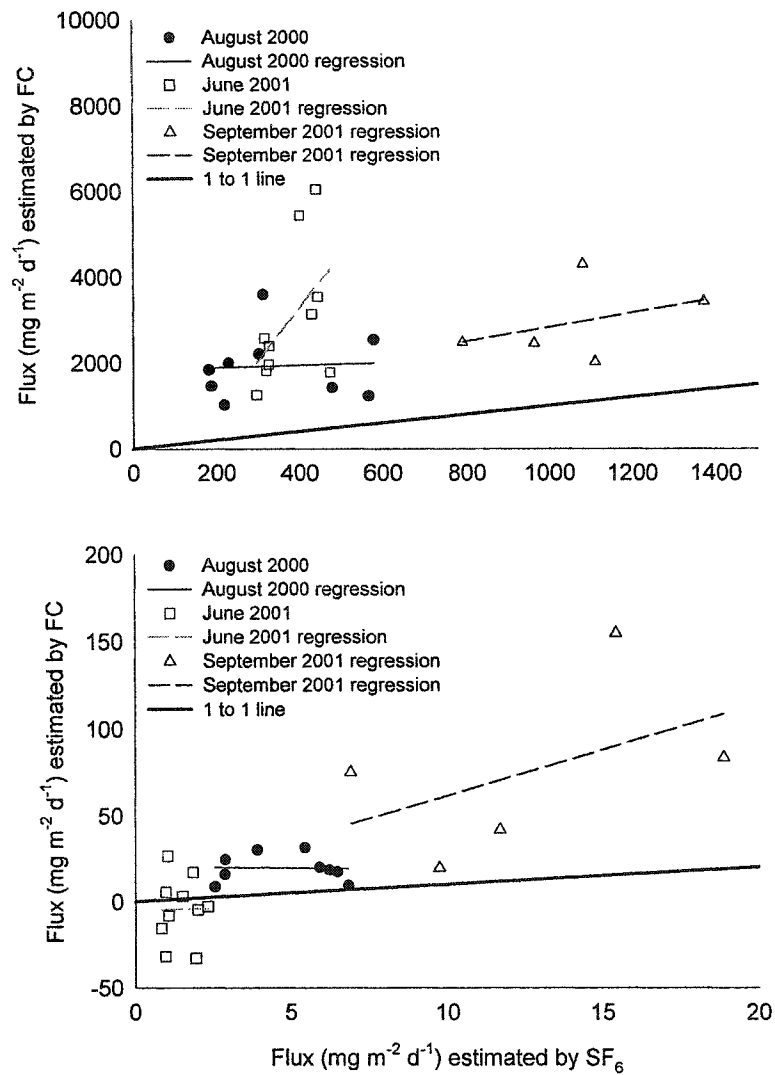 10000
8000
6000
4000
2000
0
Flux (mg m⁻² d⁻¹) estimated by FC
August 2000
August 2000 regression
June 2001
June 2001 regression
September 2001 regression
September 2001 regression
1 to 1 line
0 200 400 600 800 1000 1200 1400
200
150
100
50
0
-50
Flux (mg m⁻² d⁻¹) estimated by FC
August 2000
August 2000 regression
June 2001
June 2001 regression
September 2001 regression
September 2001 regression
1 to 1 line
0 5 10 15 20
Flux (mg m⁻² d⁻¹) estimated by SF₆